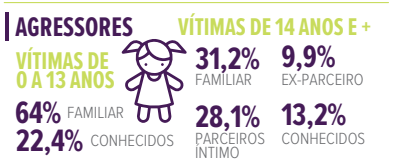 AGRESSORES
VÍTIMAS DE
0 A 13 ANOS
64% FAMILIAR
22,4% CONHECIDOS
VÍTIMAS DE 14 ANOS E +
31,2%
FAMILIAR
9,9%
EX-PARCEIRO
28,1%
PARCEIROS
ÍNTIMO
13,2%
CONHECIDOS